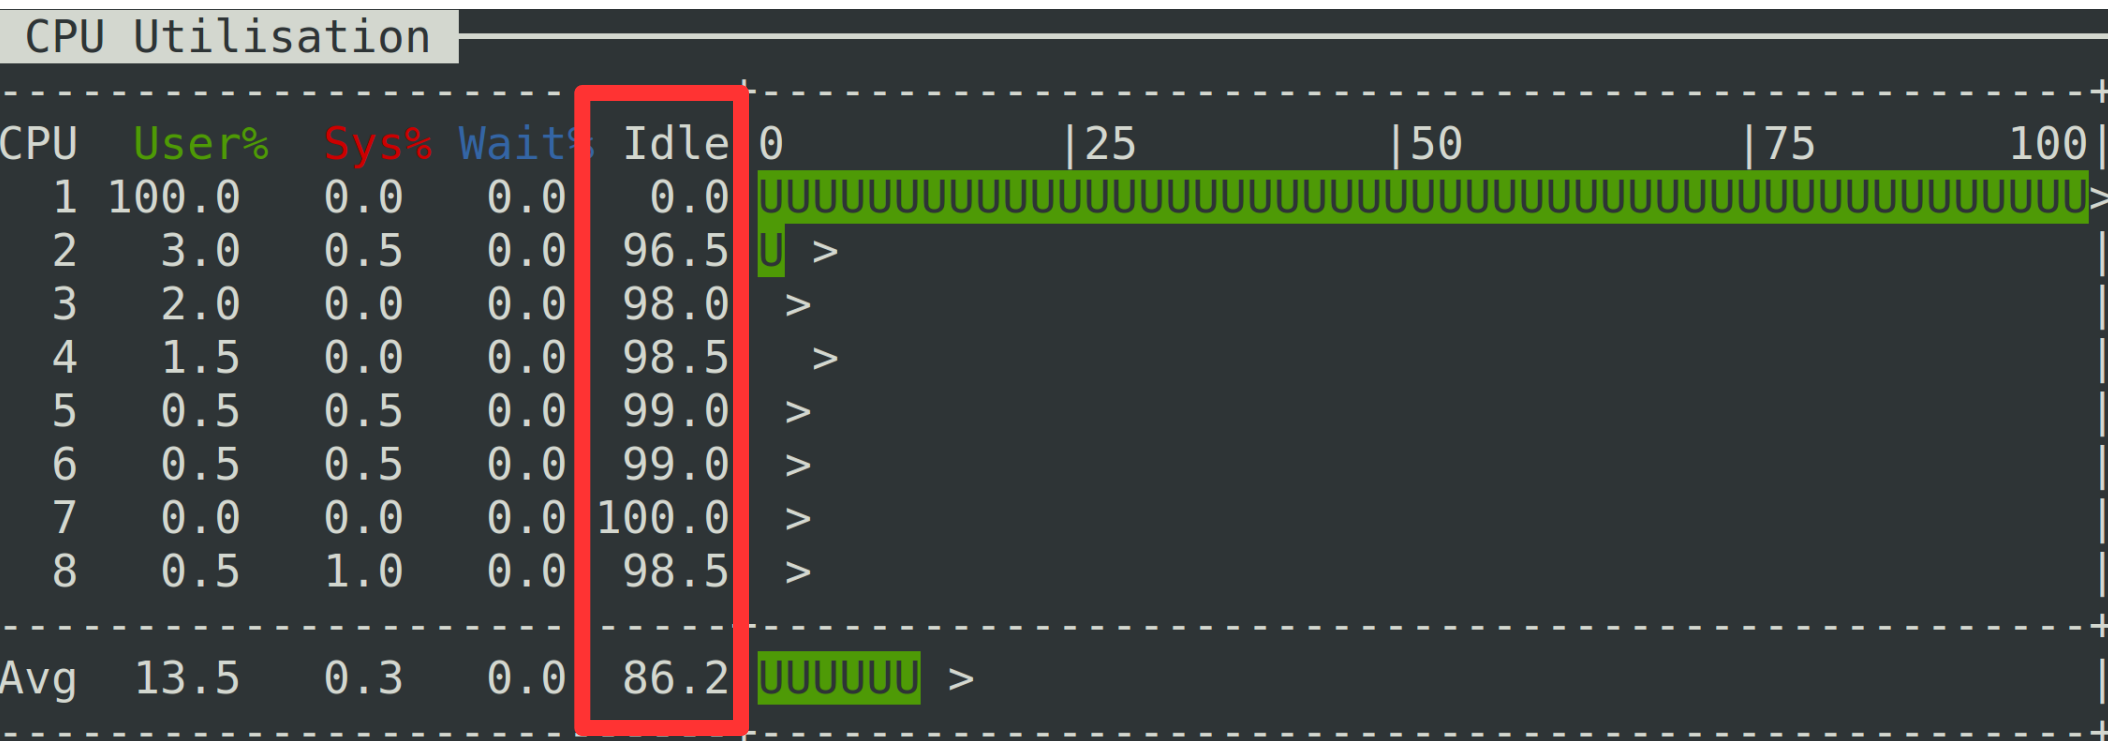 CPU Utilisation
CPU User% Sys% Wait% Idle 0 |25 |50 |75 100|
1 100.0 0.0 0.0 0.0 UUUUUUUUUUUUUUUUUUUUUUUUUUUUUUUUUUUUUUUUUUUUUUUUU>
2 3.0 0.5 0.0 96.5 U > |
3 2.0 0.0 0.0 98.0 > |
4 1.5 0.0 0.0 98.5 > |
5 0.5 0.5 0.0 99.0 > |
6 0.5 0.5 0.0 99.0 > |
7 0.0 0.0 0.0 100.0 > |
8 0.5 1.0 0.0 98.5 > |
Avg 13.5 0.3 0.0 86.2 UUUUUU > |